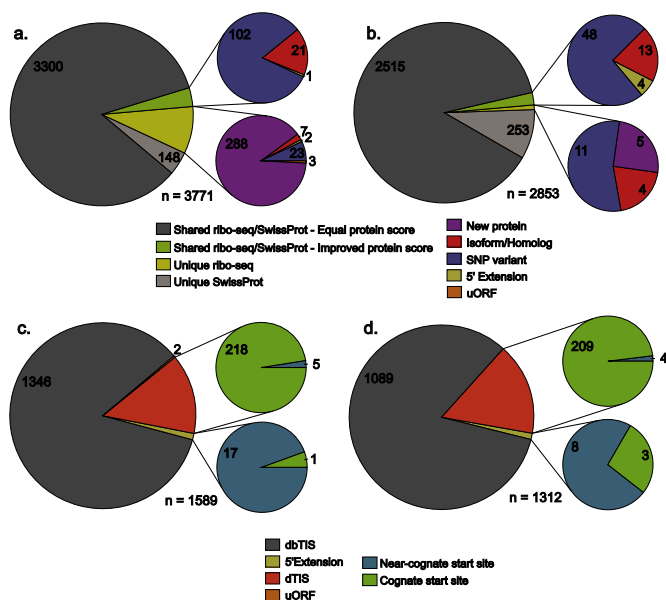 a.
3300
148
n = 3771
102
21
1
288
7
2
23
3
b.
2515
253
n = 2853
48
13
4
11
5
4
Shared ribo-seq/SwissProt - Equal protein score
Shared ribo-seq/SwissProt - Improved protein score
Unique ribo-seq
Unique SwissProt
New protein
Isoform/Homolog
SNP variant
5' Extension
uORF
c.
1346
2
n = 1589
218
5
17
1
d.
1089
n = 1312
209
4
8
3
dbTIS
5'Extension
dTIS
uORF
Near-cognate start site
Cognate start site